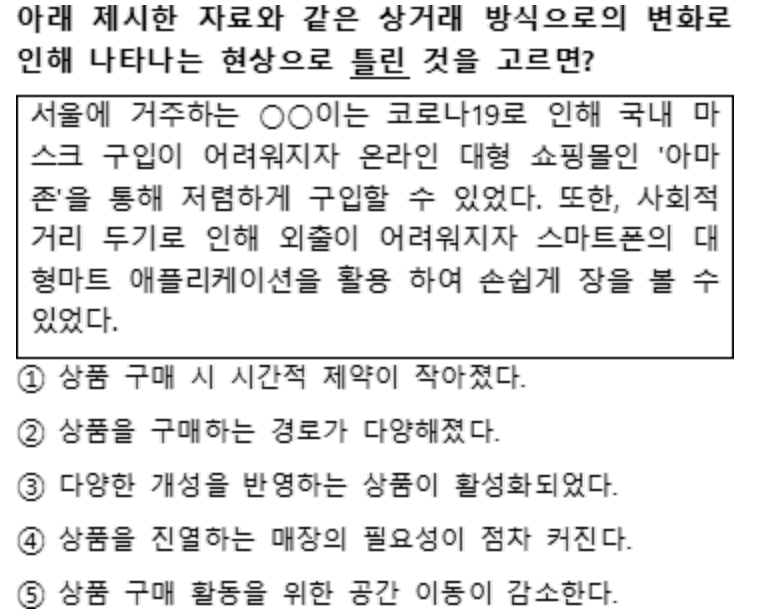 아래 제시한 자료와 같은 상거래 방식으로의 변화로
인해 나타나는 현상으로 틀린 것을 고르면?
서울에 거주하는 ○○이는 코로나19로 인해 국내 마
스크 구입이 어려워지자 온라인 대형 쇼핑몰인 '아마
존'을 통해 저렴하게 구입할 수 있었다. 또한, 사회적
거리 두기로 인해 외출이 어려워지자 스마트폰의 대
형마트 애플리케이션을 활용 하여 손쉽게 장을 볼 수
있었다.
① 상품 구매 시 시간적 제약이 작아졌다.
② 상품을 구매하는 경로가 다양해졌다.
③ 다양한 개성을 반영하는 상품이 활성화되었다.
④ 상품을 진열하는 매장의 필요성이 점차 커진다.
⑤ 상품 구매 활동을 위한 공간 이동이 감소한다.